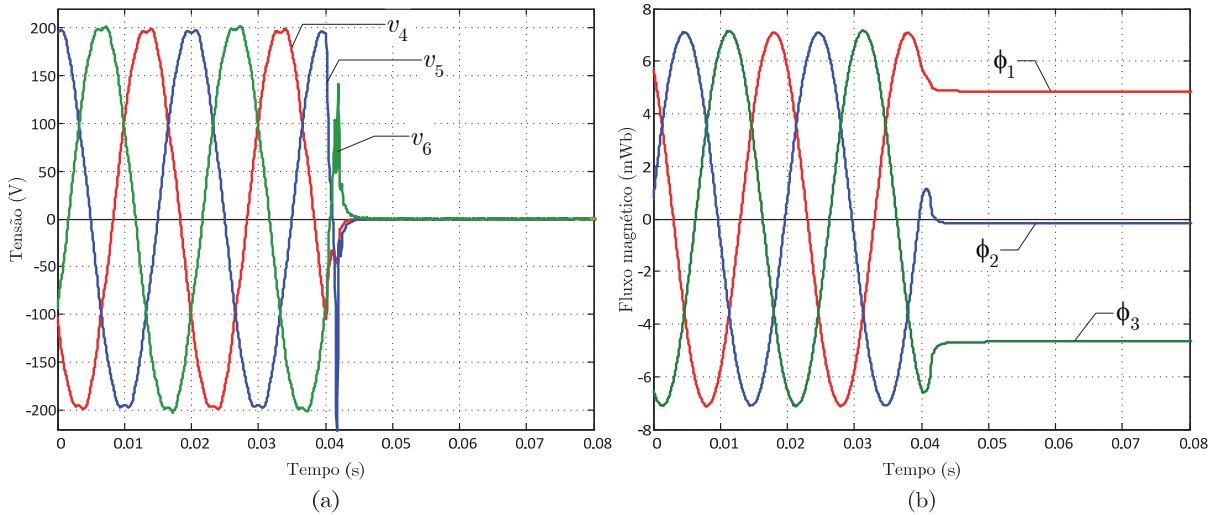 200
150
100
50
0
-50
-100
-150
-200
Tensão (V)
0 0.01 0.02 0.03 0.04 0.05 0.06 0.07 0.08
Tempo (s)
v4
v5
v6
(a)
8
6
4
2
0
-2
-4
-6
-8
Fluxo magnético (mWb)
0 0.01 0.02 0.03 0.04 0.05 0.06 0.07 0.08
Tempo (s)
ϕ1
ϕ2
ϕ3
(b)